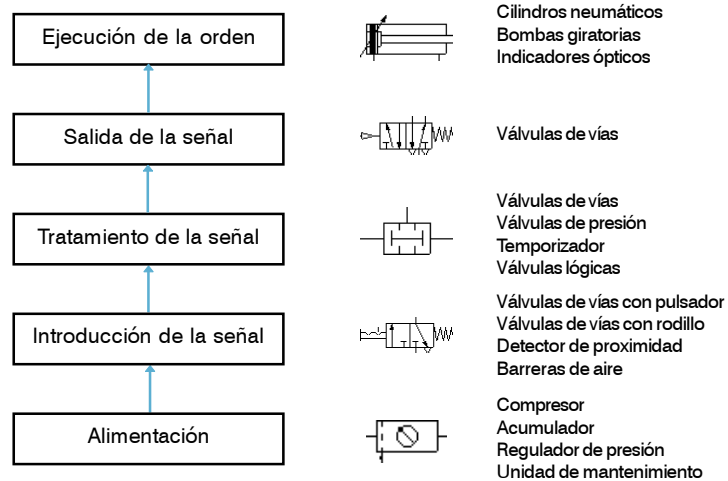 Ejecución de la orden
Cilindros neumáticos
Bombas giratorias
Indicadores ópticos
Salida de la señal
Válvulas de vías
Tratamiento de la señal
Válvulas de vías
Válvulas de presión
Temporizador
Válvulas lógicas
Introducción de la señal
Válvulas de vías con pulsador
Válvulas de vías con rodillo
Detector de proximidad
Barreras de aire
Alimentación
Compresor
Acumulador
Regulador de presión
Unidad de mantenimiento